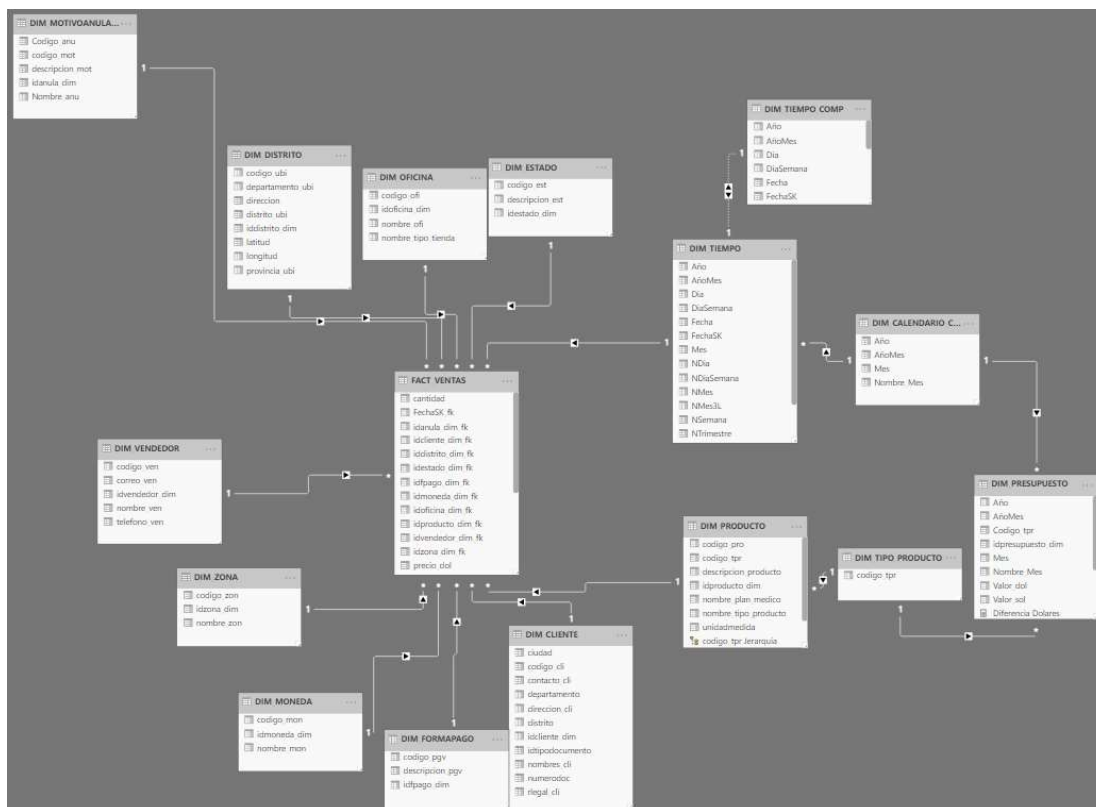 DIM MOTIVOANULA...
Codigo anu
codigo mot
descripcion mot
idanula dim
Nombre anu
DIM DISTRITO
codigo ubi
departamento ubi
direccion
distrito ubi
iddistrito dim
latitud
longitud
provincia ubi
DIM OFICINA
codigo ofi
idoficina dim
nombre ofi
nombre tipo tienda
DIM ESTADO
codigo est
descripcion est
idestado dim
DIM TIEMPO COMP
Año
AñoMes
Dia
DiaSemana
Fecha
FechaSK
DIM TIEMPO
Año
AñoMes
Dia
DiaSemana
Fecha
FechaSK
Mes
NDia
NDiaSemana
NMes
NMes3L
NSemana
NTrimestre
DIM CALENDARIO C...
Año
AñoMes
Mes
Nombre Mes
FACT VENTAS
cantidad
FechaSK fk
idanula dim fk
idcliente dim fk
iddistrito dim fk
idestado dim fk
idfpago dim fk
idmoneda dim fk
idoficina dim fk
idproducto dim fk
idvendedor dim fk
idzona dim fk
precio dol
DIM VENDEDOR
codigo ven
correo ven
idvendedor dim
nombre ven
telefono ven
DIM PRESUPUESTO
Año
AñoMes
Codigo tpr
idpresupuesto dim
Mes
Nombre Mes
Valor dol
Valor sol
Diferencia Dolares
DIM PRODUCTO
codigo pro
codigo tpr
descripcion producto
idproducto dim
nombre plan medico
nombre tipo producto
unidadmedida
codigo tpr Jerarquia
DIM TIPO PRODUCTO
codigo tpr
DIM ZONA
codigo zon
idzona dim
nombre zon
DIM CLIENTE
ciudad
codigo cli
contacto cli
departamento
direccion cli
distrito
idcliente dim
idtipodocumento
nombres cli
numerodoc
rlegal cli
DIM MONEDA
codigo mon
idmoneda dim
nombre mon
DIM FORMAPAGO
codigo pgv
descripcion pgv
idfpago dim